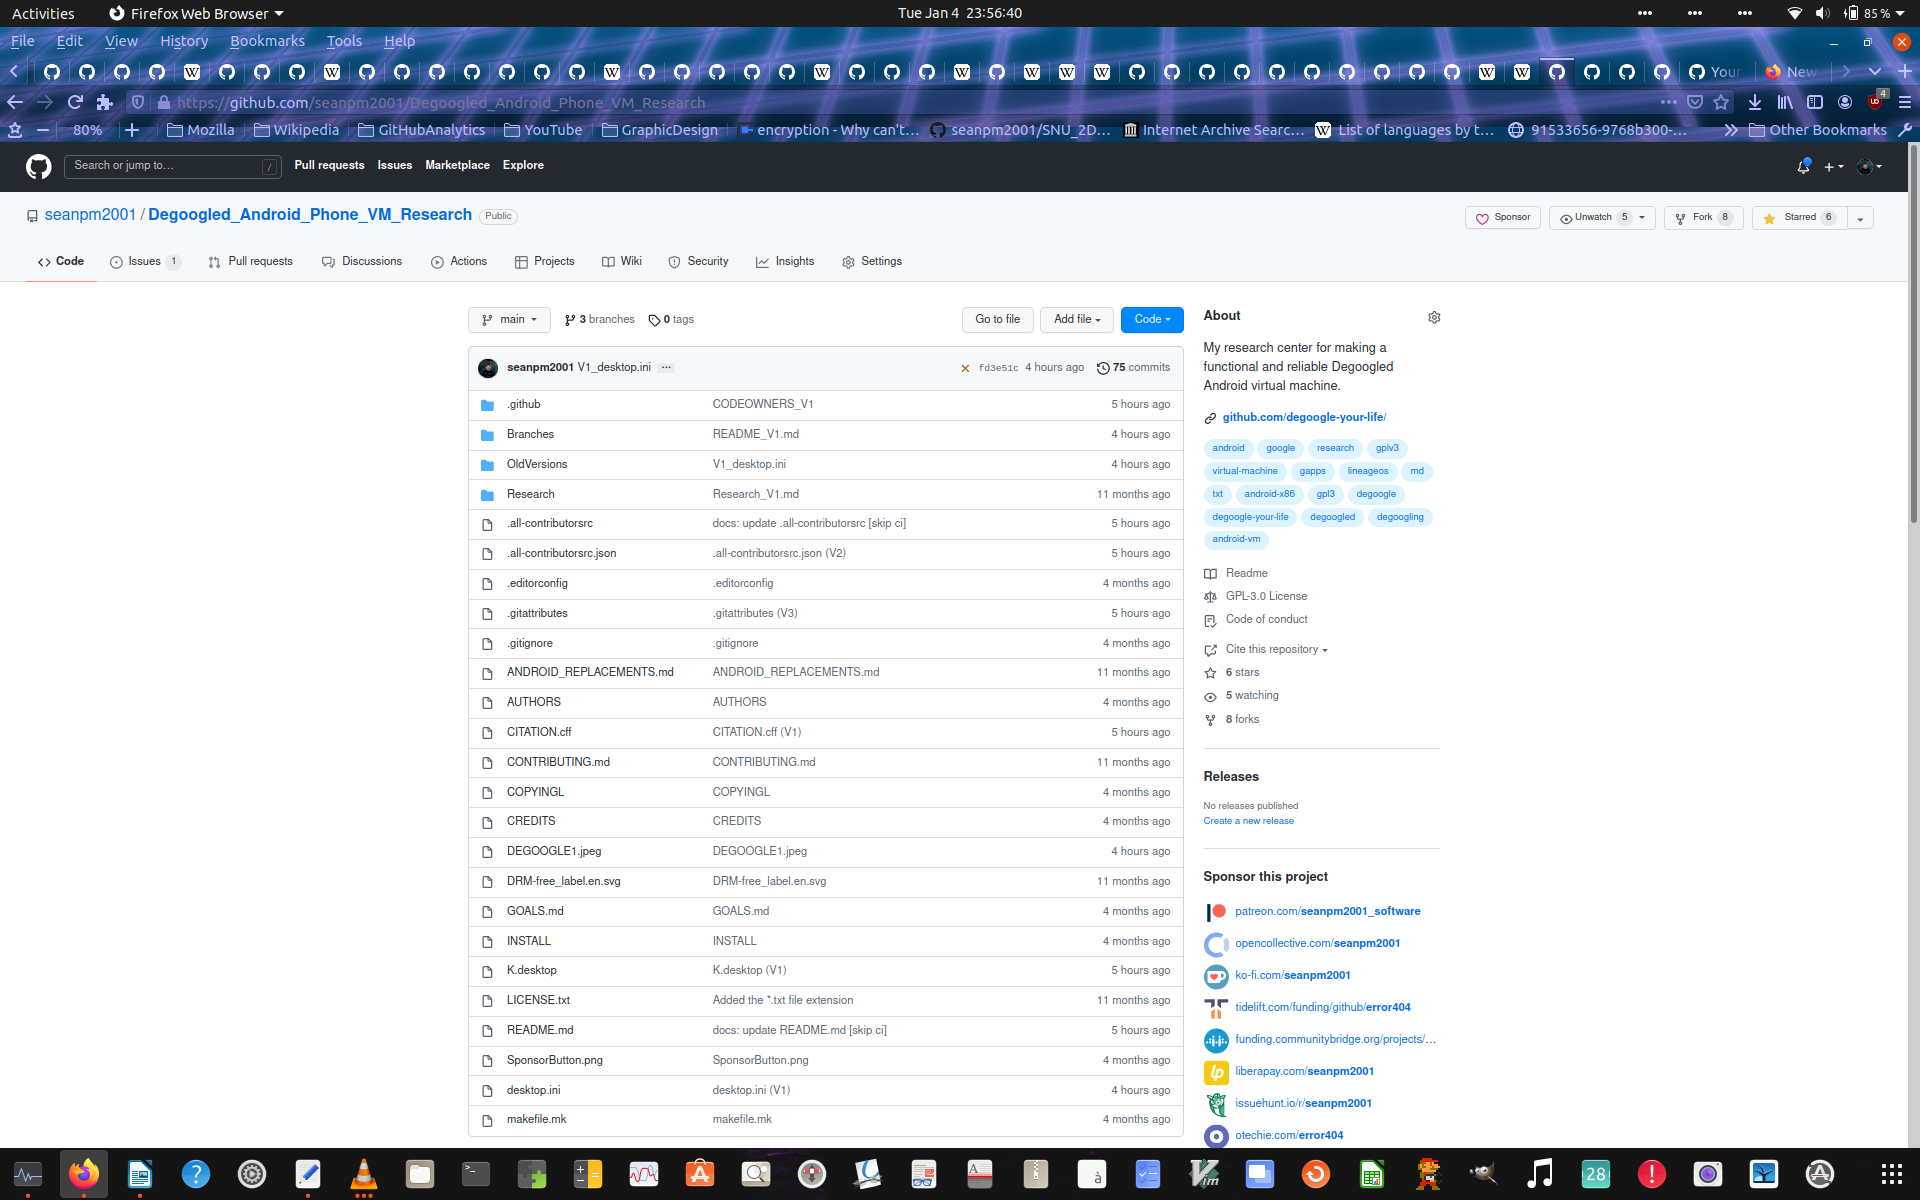 Activities Firefox Web Browser Tue Jan 4 23:56:40 85 %
File Edit View History Bookmarks Tools Help
Your New
https://github.com/seanpm2001/Degoogled_Android_Phone_VM_Research 4
80% Mozilla Wikipedia GitHubAnalytics YouTube GraphicDesign encryption - Why can't... seanpm2001/SNU_2D... Internet Archive Searc... List of languages by t... 91533656-9768b300-... Other Bookmarks
Search or jump to... / Pull requests Issues Marketplace Explore
seanpm2001 / Degoogled_Android_Phone_VM_Research Public Sponsor Unwatch 5 Fork 8 Starred 6
Code Issues 1 Pull requests Discussions Actions Projects Wiki Security Insights Settings
main 3 branches 0 tags Go to file Add file Code
seanpm2001 V1_desktop.ini ... fd3e51c 4 hours ago 75 commits
.github CODEOWNERS_V1 5 hours ago
Branches README_V1.md 4 hours ago
OldVersions V1_desktop.ini 4 hours ago
Research Research_V1.md 11 months ago
.all-contributorsrc docs: update .all-contributorsrc [skip ci] 5 hours ago
.all-contributorsrc.json .all-contributorsrc.json (V2) 5 hours ago
.editorconfig .editorconfig 4 months ago
.gitattributes .gitattributes (V3) 5 hours ago
.gitignore .gitignore 4 months ago
ANDROID_REPLACEMENTS.md ANDROID_REPLACEMENTS.md 11 months ago
AUTHORS AUTHORS 4 months ago
CITATION.cff CITATION.cff (V1) 5 hours ago
CONTRIBUTING.md CONTRIBUTING.md 11 months ago
COPYINGL COPYINGL 4 months ago
CREDITS CREDITS 4 months ago
DEGOOGLE1.jpeg DEGOOGLE1.jpeg 4 hours ago
DRM-free_label.en.svg DRM-free_label.en.svg 11 months ago
GOALS.md GOALS.md 4 months ago
INSTALL INSTALL 4 months ago
K.desktop K.desktop (V1) 5 hours ago
LICENSE.txt Added the *.txt file extension 11 months ago
README.md docs: update README.md [skip ci] 5 hours ago
SponsorButton.png SponsorButton.png 4 months ago
desktop.ini desktop.ini (V1) 4 hours ago
makefile.mk makefile.mk 4 months ago
About
My research center for making a
functional and reliable Degoogled
Android virtual machine.
github.com/degoogle-your-life/
android google research gplv3
virtual-machine gapps lineageos md
txt android-x86 gpl3 degoogle
degoogle-your-life degoogled degoogling
android-vm
Readme
GPL-3.0 License
Code of conduct
Cite this repository
6 stars
5 watching
8 forks
Releases
No releases published
Create a new release
Sponsor this project
patreon.com/seanpm2001_software
opencollective.com/seanpm2001
ko-fi.com/seanpm2001
tidelift.com/funding/github/error404
funding.communitybridge.org/projects/...
liberapay.com/seanpm2001
issuehunt.io/r/seanpm2001
otechie.com/error404
28